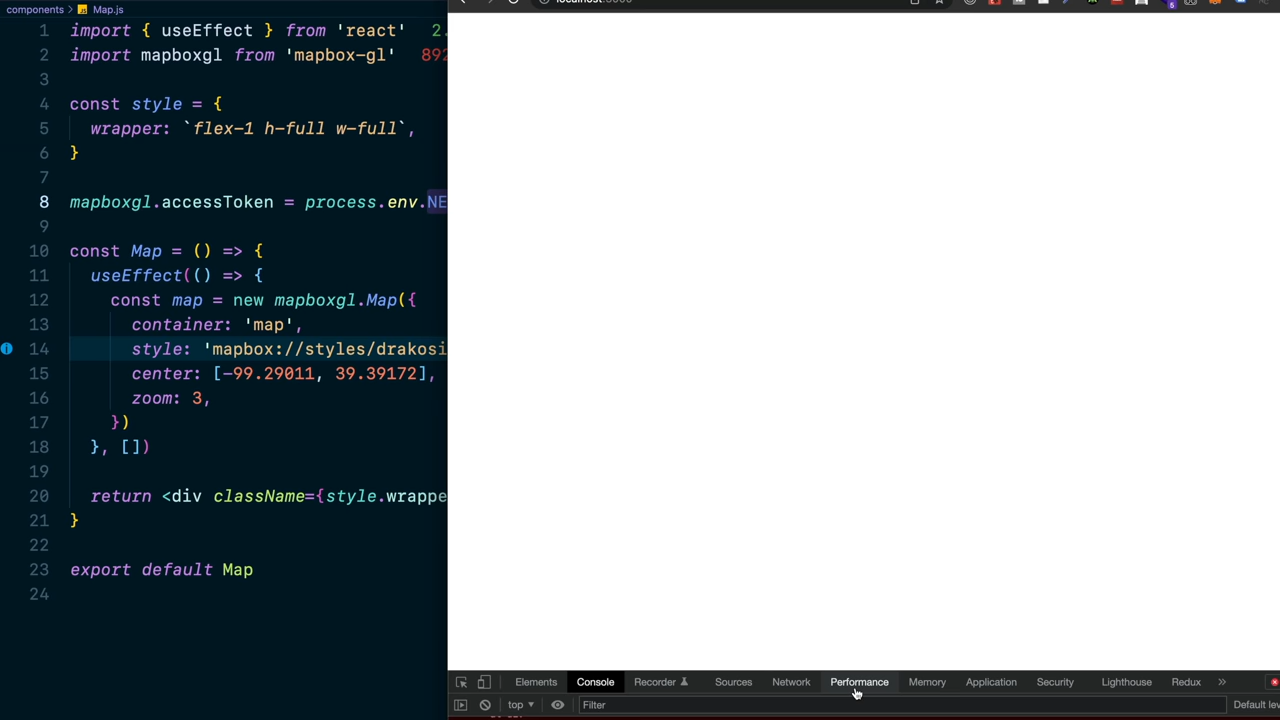 components > Map.js
1 import { useEffect } from 'react' 2.
2 import mapboxgl from 'mapbox-gl' 892
3
4 const style = {
5 wrapper: `flex-1 h-full w-full`,
6 }
7
8 mapboxgl.accessToken = process.env.NE
9
10 const Map = () => {
11 useEffect(() => {
12 const map = new mapboxgl.Map({
13 container: 'map',
14 style: 'mapbox://styles/drakosi
15 center: [-99.29011, 39.39172],
16 zoom: 3,
17 })
18 }, [])
19
20 return <div className={style.wrappe
21 }
22
23 export default Map
24
Elements Console Recorder Sources Network Performance Memory Application Security Lighthouse Redux »
top ▼ Filter Default lev